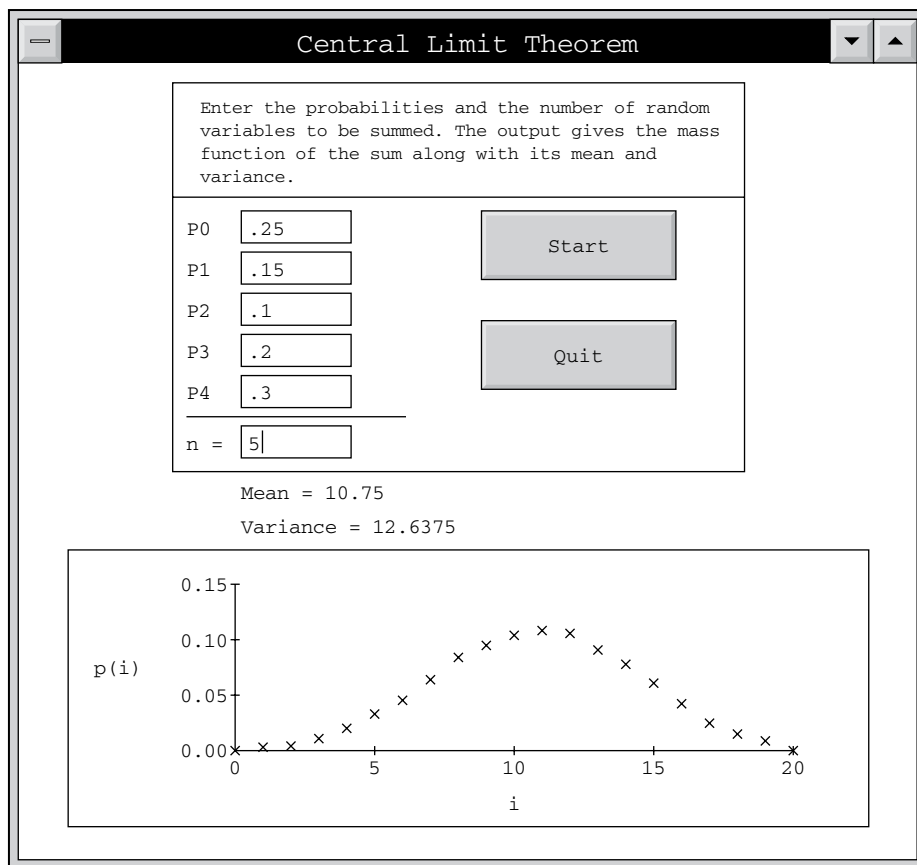 Central Limit Theorem
Enter the probabilities and the number of random
variables to be summed. The output gives the mass
function of the sum along with its mean and
variance.
P0 .25
P1 .15
P2 .1
P3 .2
P4 .3
n = 5
Start
Quit
Mean = 10.75
Variance = 12.6375
0.15
0.10
p(i)
0.05
0.00
0 5 10 15 20
i